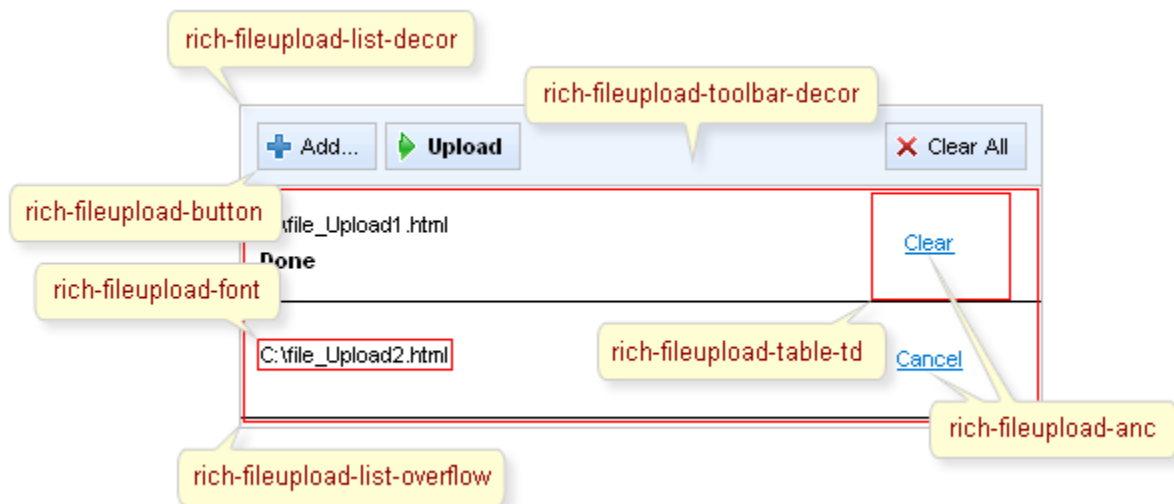 rich-fileupload-list-decor
rich-fileupload-toolbar-decor
Add... Upload Clear All
rich-fileupload-button
\file_Upload1.html
Clear
Done
rich-fileupload-font
rich-fileupload-table-td
C:\file_Upload2.html
Cancel
rich-fileupload-anc
rich-fileupload-list-overflow